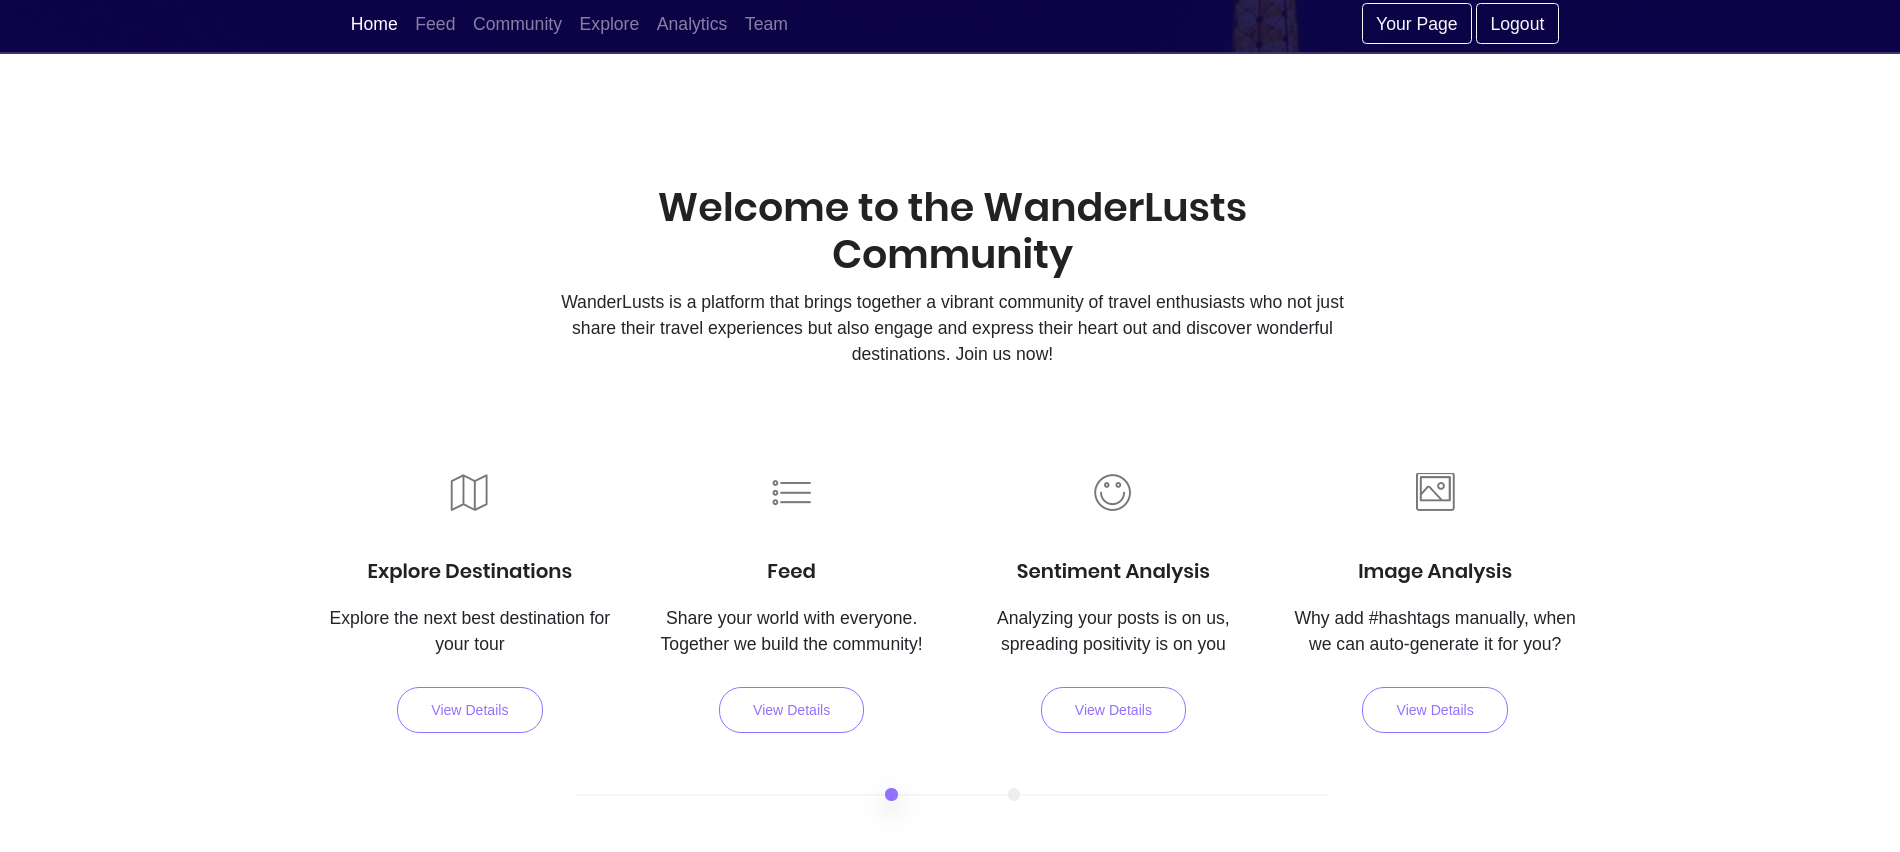 Home Feed Community Explore Analytics Team Your Page Logout
Welcome to the WanderLusts
Community
WanderLusts is a platform that brings together a vibrant community of travel enthusiasts who not just
share their travel experiences but also engage and express their heart out and discover wonderful
destinations. Join us now!
Explore Destinations
Explore the next best destination for
your tour
View Details
Feed
Share your world with everyone.
Together we build the community!
View Details
Sentiment Analysis
Analyzing your posts is on us,
spreading positivity is on you
View Details
Image Analysis
Why add #hashtags manually, when
we can auto-generate it for you?
View Details